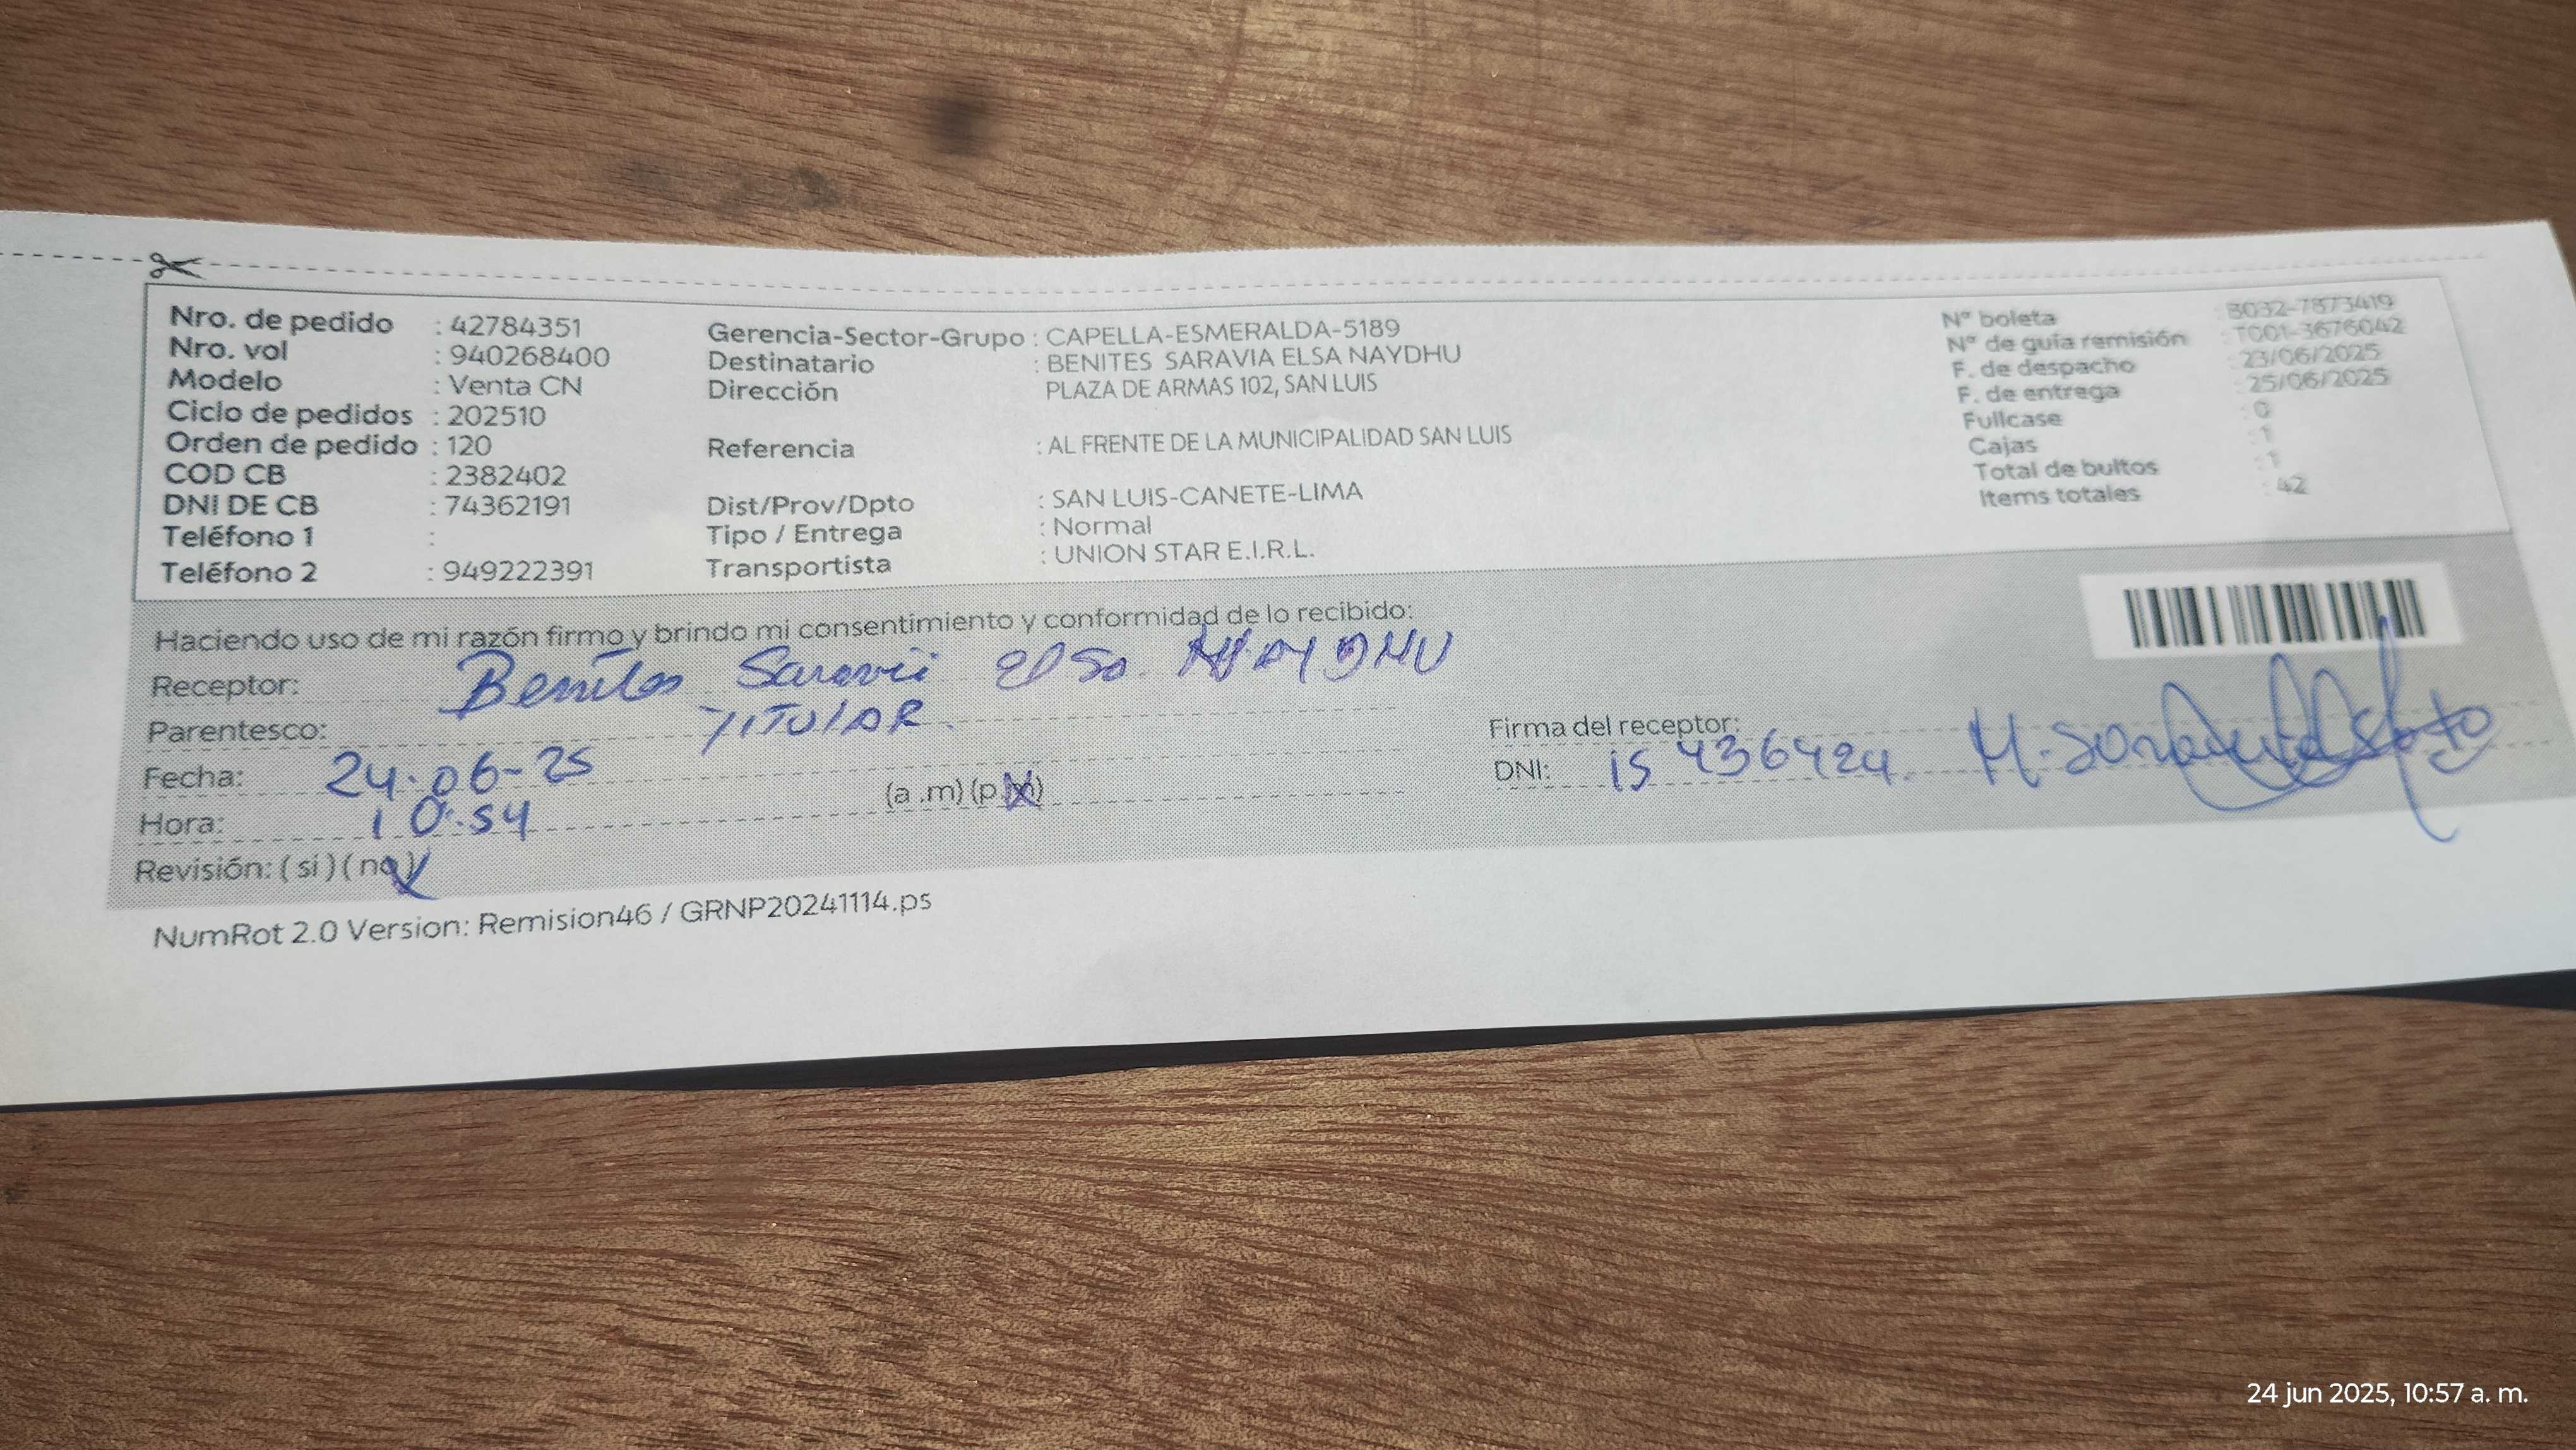 Nro. de pedido : 42784351
Nro. vol : 940268400
Modelo : Venta CN
Ciclo de pedidos : 202510
Orden de pedido : 120
COD CB : 2382402
DNI DE CB : 74362191
Teléfono 1 :
Teléfono 2 : 949222391
Gerencia-Sector-Grupo : CAPELLA-ESMERALDA-5189
Destinatario : BENITES SARAVIA ELSA NAYDHU
Dirección PLAZA DE ARMAS 102, SAN LUIS
Referencia : AL FRENTE DE LA MUNICIPALIDAD SAN LUIS
Dist/Prov/Dpto : SAN LUIS-CANETE-LIMA
Tipo / Entrega : Normal
Transportista : UNION STAR E.I.R.L.
N° boleta : B032-7873419
N° de guía remisión : T001-3676042
F. de despacho : 23/06/2025
F. de entrega : 25/06/2025
Fullcase : 0
Cajas : 1
Total de bultos : 1
Items totales : 42
Haciendo uso de mi razón firmo y brindo mi consentimiento y conformidad de lo recibido:
Receptor: Benites Saravia Elsa NAYDHU
Parentesco: TITULAR.
Fecha: 24-06-25
Hora: 10:54 (a .m) (p.m)
Revisión: ( si ) ( no )
Firma del receptor:
DNI: 15436424
NumRot 2.0 Version: Remision46 / GRNP20241114.ps
24 jun 2025, 10:57 a. m.